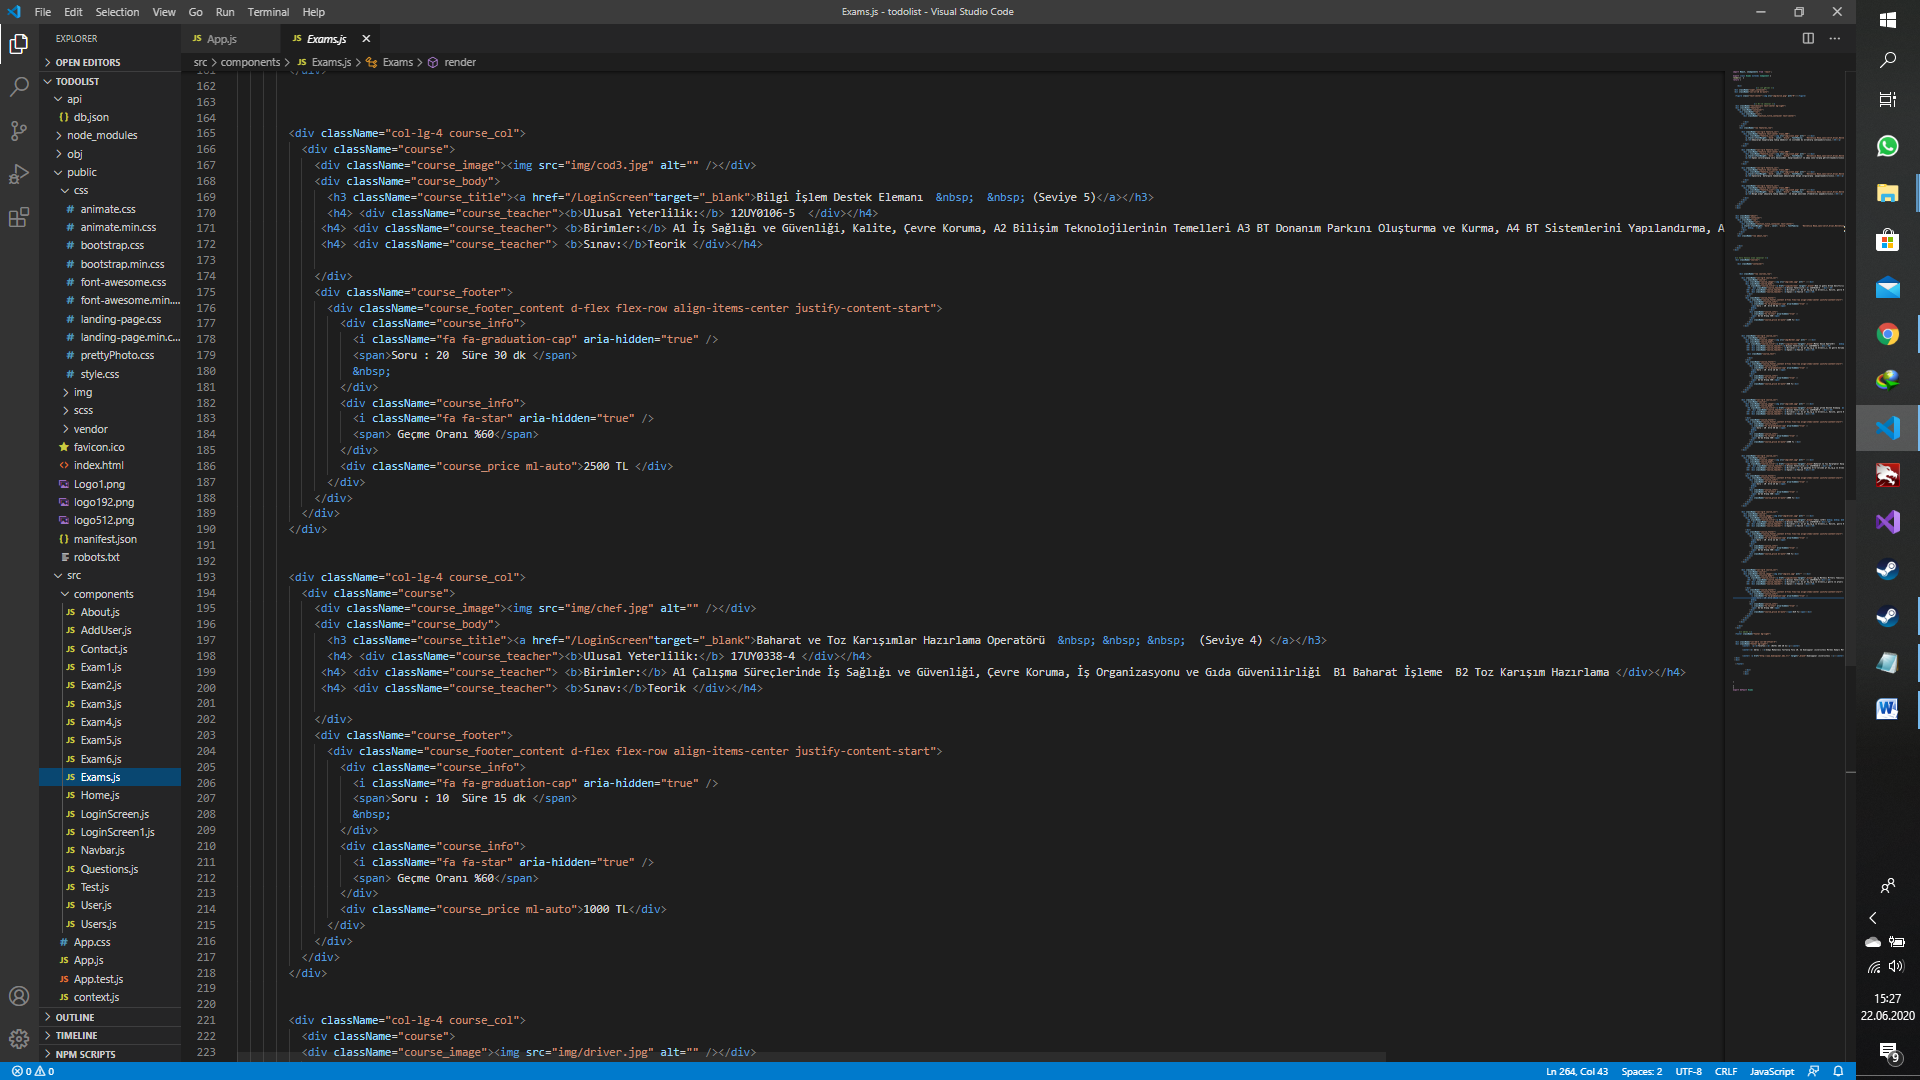 File Edit Selection View Go Run Terminal Help
Exams.js - todolist - Visual Studio Code
EXPLORER
OPEN EDITORS
TODOLIST
api
db.json
node_modules
obj
public
css
animate.css
animate.min.css
bootstrap.css
bootstrap.min.css
font-awesome.css
font-awesome.min....
landing-page.css
landing-page.min.c...
prettyPhoto.css
style.css
img
scss
vendor
favicon.ico
index.html
Logo1.png
logo192.png
logo512.png
manifest.json
robots.txt
src
components
About.js
AddUser.js
Contact.js
Exam1.js
Exam2.js
Exam3.js
Exam4.js
Exam5.js
Exam6.js
Exams.js
Home.js
LoginScreen.js
LoginScreen1.js
Navbar.js
Questions.js
Test.js
User.js
Users.js
App.css
App.js
App.test.js
context.js
OUTLINE
TIMELINE
NPM SCRIPTS
App.js Exams.js
src > components > Exams.js > Exams > render
161 </div>
162
163
164
165 <div className="col-lg-4 course_col">
166 <div className="course">
167 <div className="course_image"><img src="img/cod3.jpg" alt="" /></div>
168 <div className="course_body">
169 <h3 className="course_title"><a href="/LoginScreen"target="_blank">Bilgi İşlem Destek Elemanı &nbsp; &nbsp; (Seviye 5)</a></h3>
170 <h4> <div className="course_teacher"><b>Ulusal Yeterlilik:</b> 12UY0106-5 </div></h4>
171 <h4> <div className="course_teacher"> <b>Birimler:</b> A1 İş Sağlığı ve Güvenliği, Kalite, Çevre Koruma, A2 Bilişim Teknolojilerinin Temelleri A3 BT Donanım Parkını Oluşturma ve Kurma, A4 BT Sistemlerini Yapılandırma, A
172 <h4> <div className="course_teacher"> <b>Sınav:</b>Teorik </div></h4>
173
174 </div>
175 <div className="course_footer">
176 <div className="course_footer_content d-flex flex-row align-items-center justify-content-start">
177 <div className="course_info">
178 <i className="fa fa-graduation-cap" aria-hidden="true" />
179 <span>Soru : 20 Süre 30 dk </span>
180 &nbsp;
181 </div>
182 <div className="course_info">
183 <i className="fa fa-star" aria-hidden="true" />
184 <span> Geçme Oranı %60</span>
185 </div>
186 <div className="course_price ml-auto">2500 TL </div>
187 </div>
188 </div>
189 </div>
190 </div>
191
192
193 <div className="col-lg-4 course_col">
194 <div className="course">
195 <div className="course_image"><img src="img/chef.jpg" alt="" /></div>
196 <div className="course_body">
197 <h3 className="course_title"><a href="/LoginScreen"target="_blank">Baharat ve Toz Karışımlar Hazırlama Operatörü &nbsp; &nbsp; &nbsp; (Seviye 4) </a></h3>
198 <h4> <div className="course_teacher"><b>Ulusal Yeterlilik:</b> 17UY0338-4 </div></h4>
199 <h4> <div className="course_teacher"> <b>Birimler:</b> A1 Çalışma Süreçlerinde İş Sağlığı ve Güvenliği, Çevre Koruma, İş Organizasyonu ve Gıda Güvenilirliği B1 Baharat İşleme B2 Toz Karışım Hazırlama </div></h4>
200 <h4> <div className="course_teacher"> <b>Sınav:</b>Teorik </div></h4>
201
202 </div>
203 <div className="course_footer">
204 <div className="course_footer_content d-flex flex-row align-items-center justify-content-start">
205 <div className="course_info">
206 <i className="fa fa-graduation-cap" aria-hidden="true" />
207 <span>Soru : 10 Süre 15 dk </span>
208 &nbsp;
209 </div>
210 <div className="course_info">
211 <i className="fa fa-star" aria-hidden="true" />
212 <span> Geçme Oranı %60</span>
213 </div>
214 <div className="course_price ml-auto">1000 TL</div>
215 </div>
216 </div>
217 </div>
218 </div>
219
220
221 <div className="col-lg-4 course_col">
222 <div className="course">
223 <div className="course_image"><img src="img/driver.jpg" alt="" /></div>
0 0
Ln 264, Col 43 Spaces: 2 UTF-8 CRLF JavaScript
15:27
22.06.2020
9